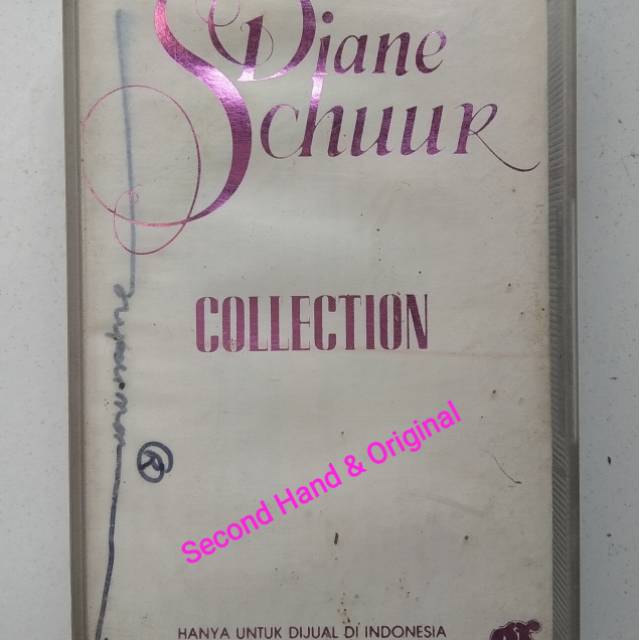 Diane
Schuur
COLLECTION
®
Second Hand & Original
HANYA UNTUK DIJUAL DI INDONESIA